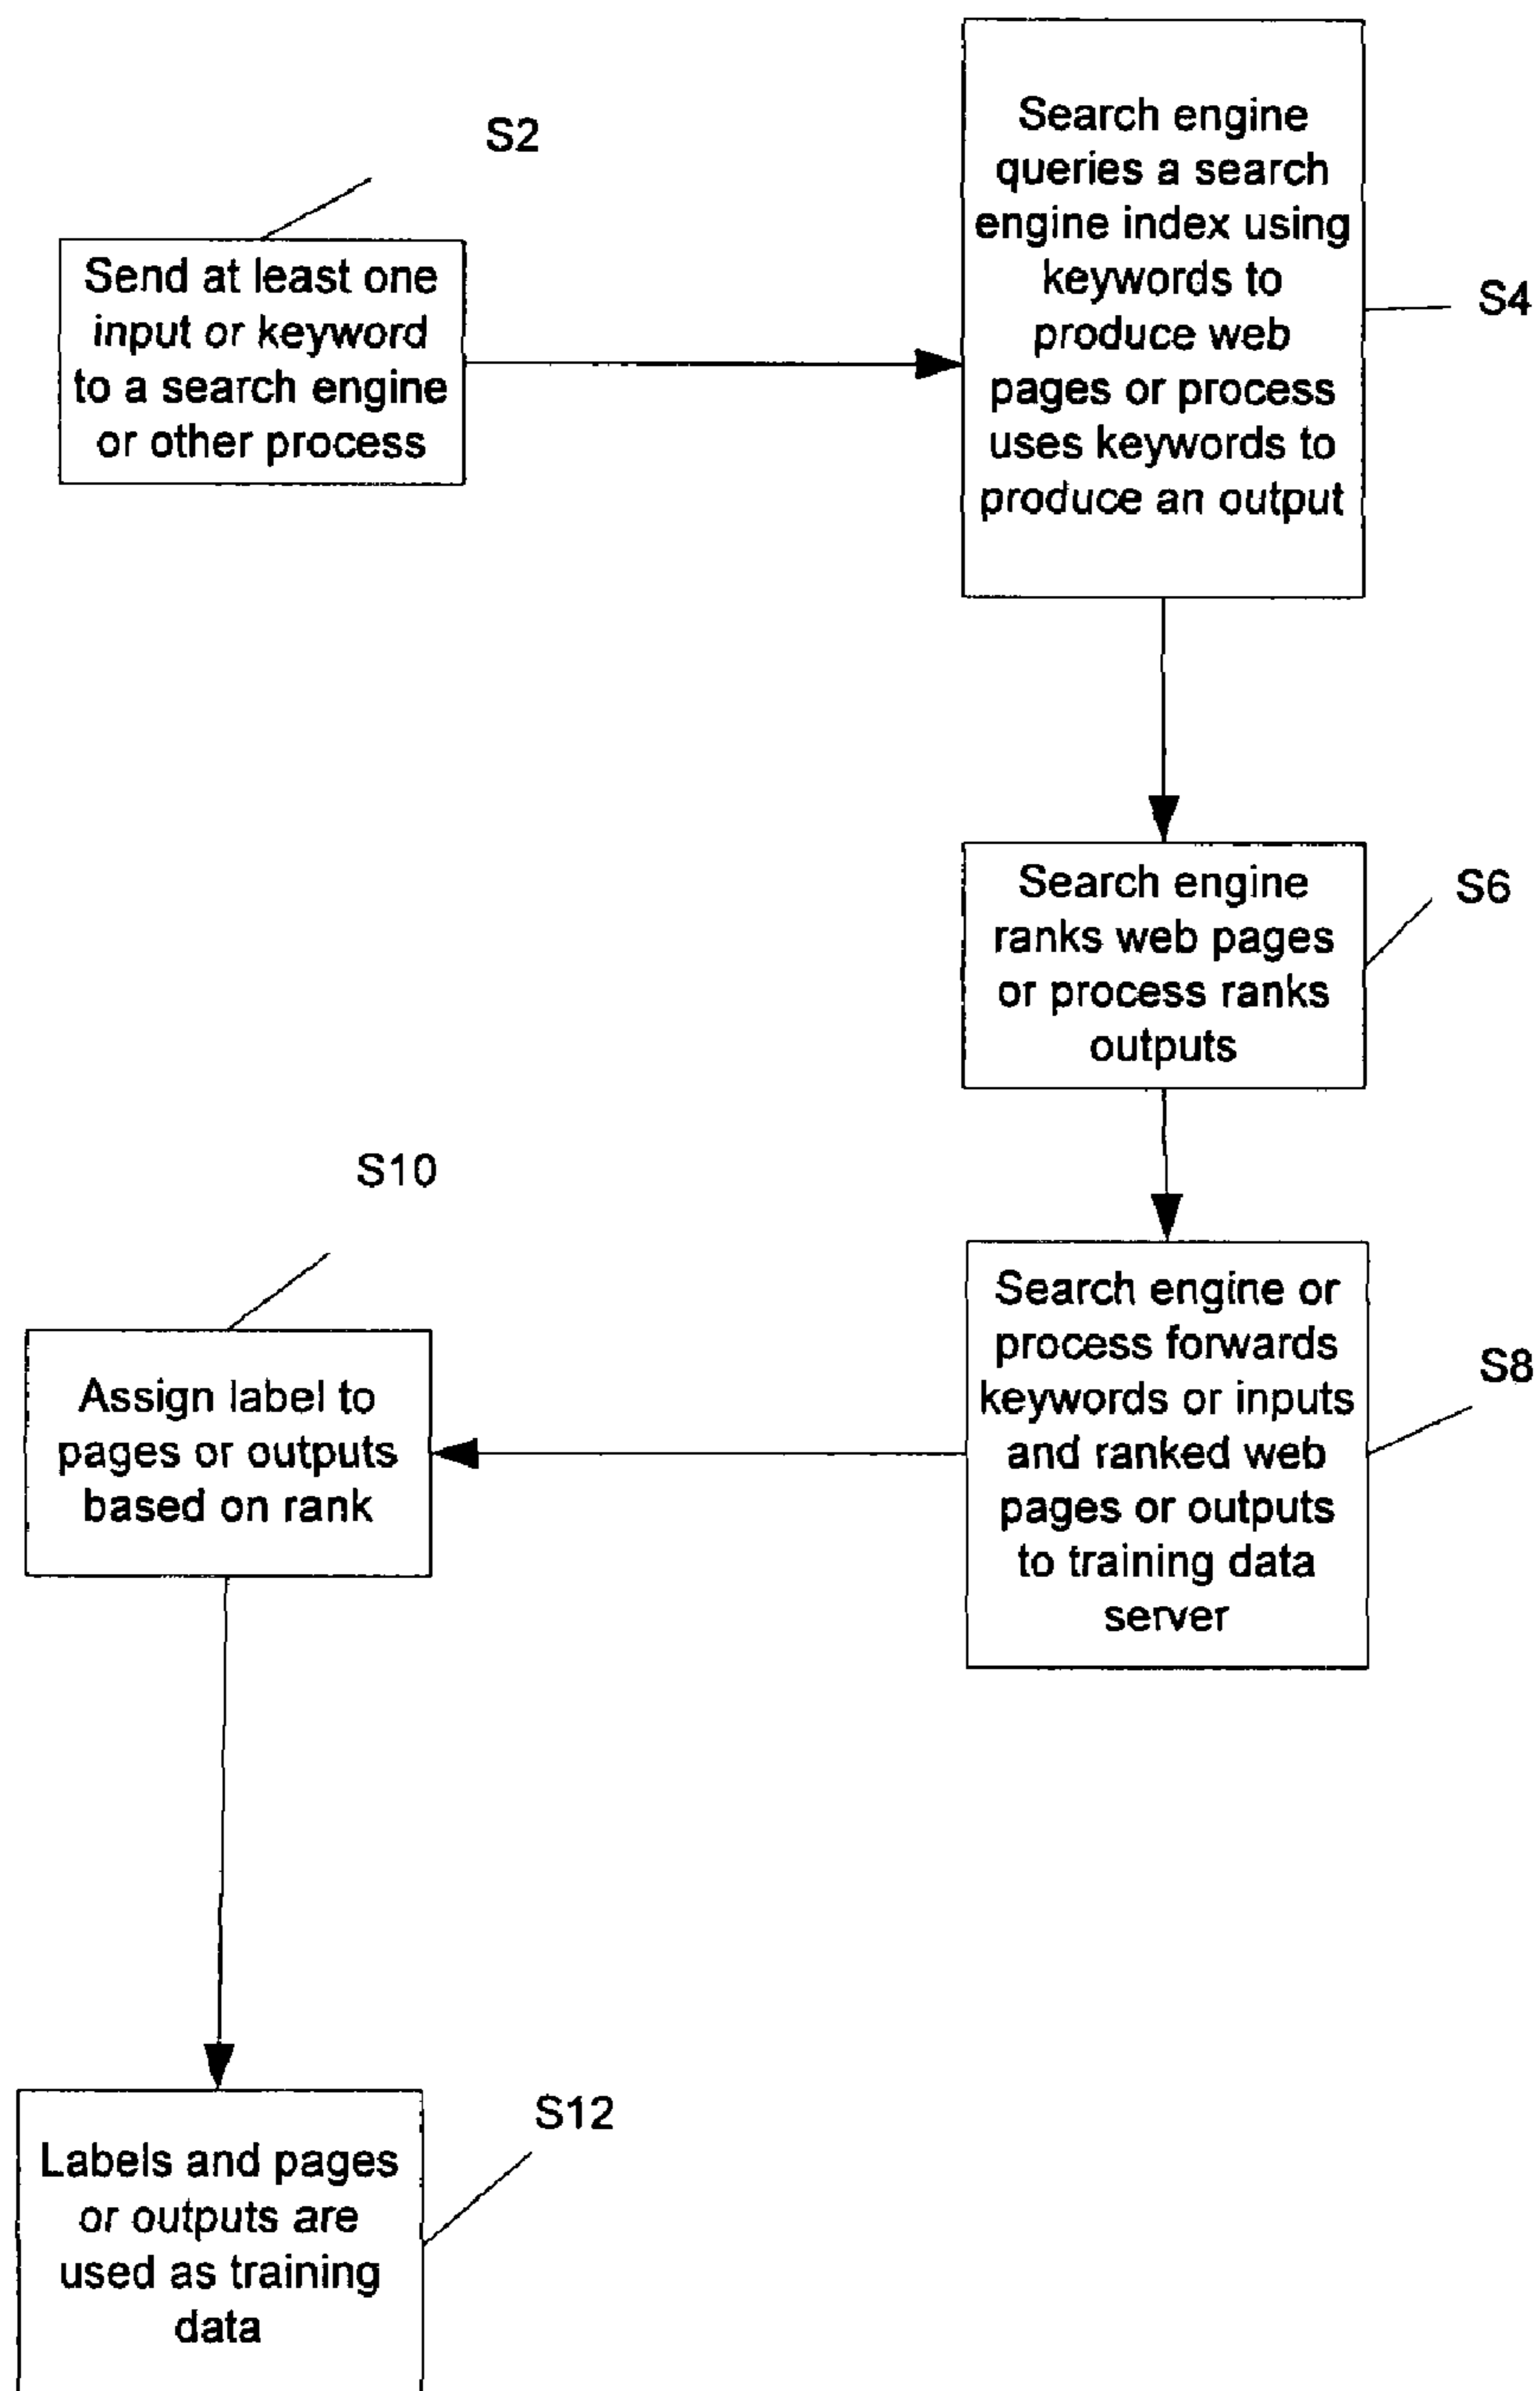 S2
Send at least one
input or keyword
to a search engine
or other process
Search engine
queries a search
engine index using
keywords to
produce web
pages or process
uses keywords to
produce an output
S4
Search engine
ranks web pages
or process ranks
outputs
S6
Search engine or
process forwards
keywords or inputs
and ranked web
pages or outputs
to training data
server
S8
S10
Assign label to
pages or outputs
based on rank
S12
Labels and pages
or outputs are
used as training
data